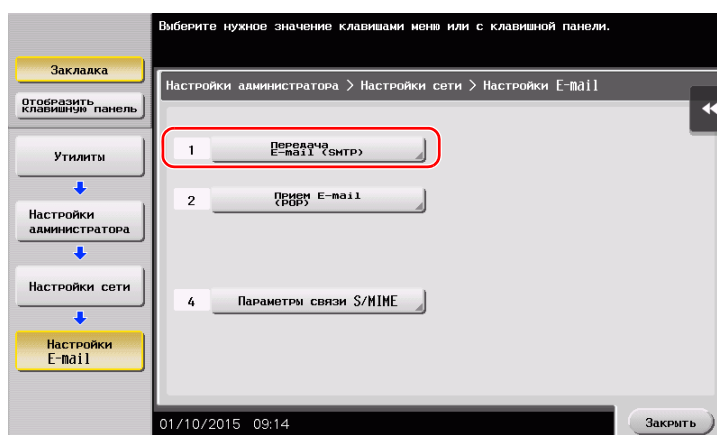 Выберите нужное значение клавишами меню или с клавишной панели.
Закладка
Отобразить
клавишную панель
Настройки администратора > Настройки сети > Настройки E-mail
1 Передача
E-mail (SMTP)
Утилиты
2 Прием E-mail
(POP)
Настройки
администратора
Настройки сети
4 Параметры связи S/MIME
Настройки
E-mail
01/10/2015 09:14
Закрыть